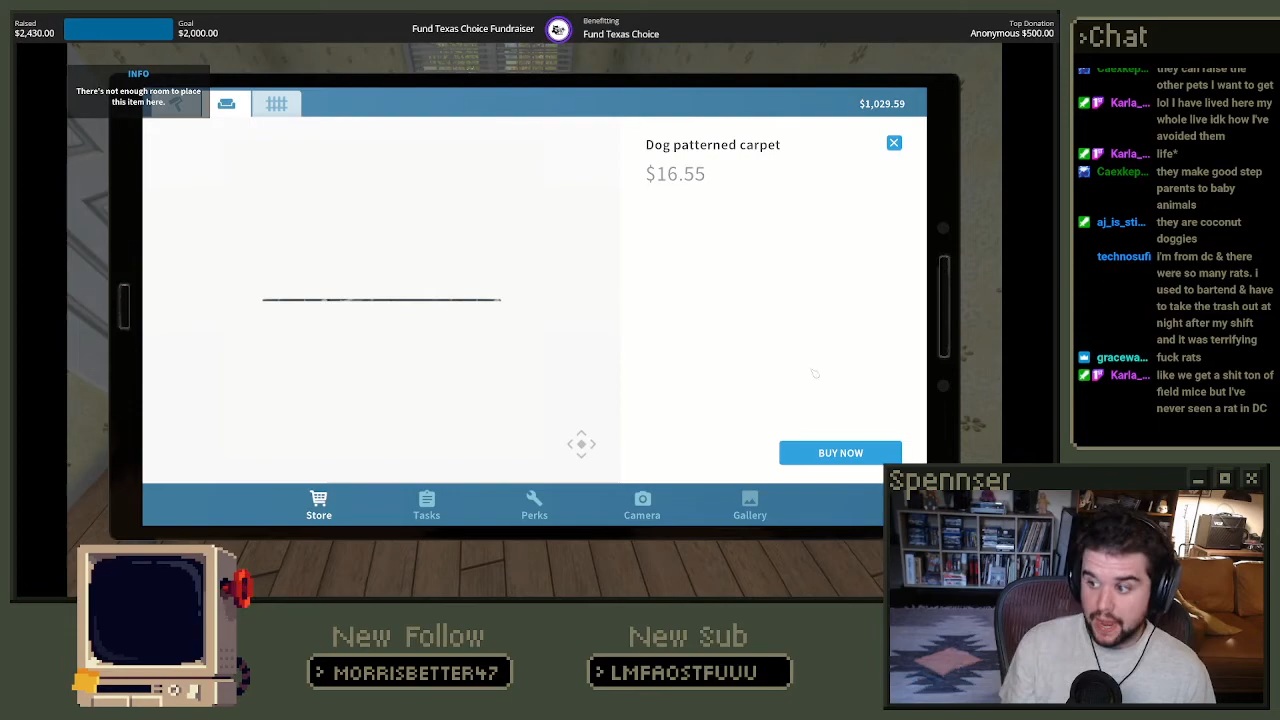 Raised
$2,430.00
Goal
$2,000.00
Fund Texas Choice Fundraiser
Benefitting
Fund Texas Choice
Top Donation
Anonymous $500.00
INFO
There's not enough room to place
this item here.
$1,029.59
Dog patterned carpet
$16.55
BUY NOW
Store
Tasks
Perks
Camera
Gallery
>Chat
Caexkep... they can raise the
other pets I want to get
Karla_... lol I have lived here my
whole live idk how I've
avoided them
Karla_... life*
Caexkep... they make good step
parents to baby
animals
aj_is_sti... they are coconut
doggies
technosufi i'm from dc & there
were so many rats. i
used to bartend & have
to take the trash out at
night after my shift
and it was terrifying
gracewa... fuck rats
Karla_... like we get a shit ton of
field mice but I've
never seen a rat in DC
Spennser
New Follow
> MORRISBETTER47
New Sub
> LMFAOSTFUUU